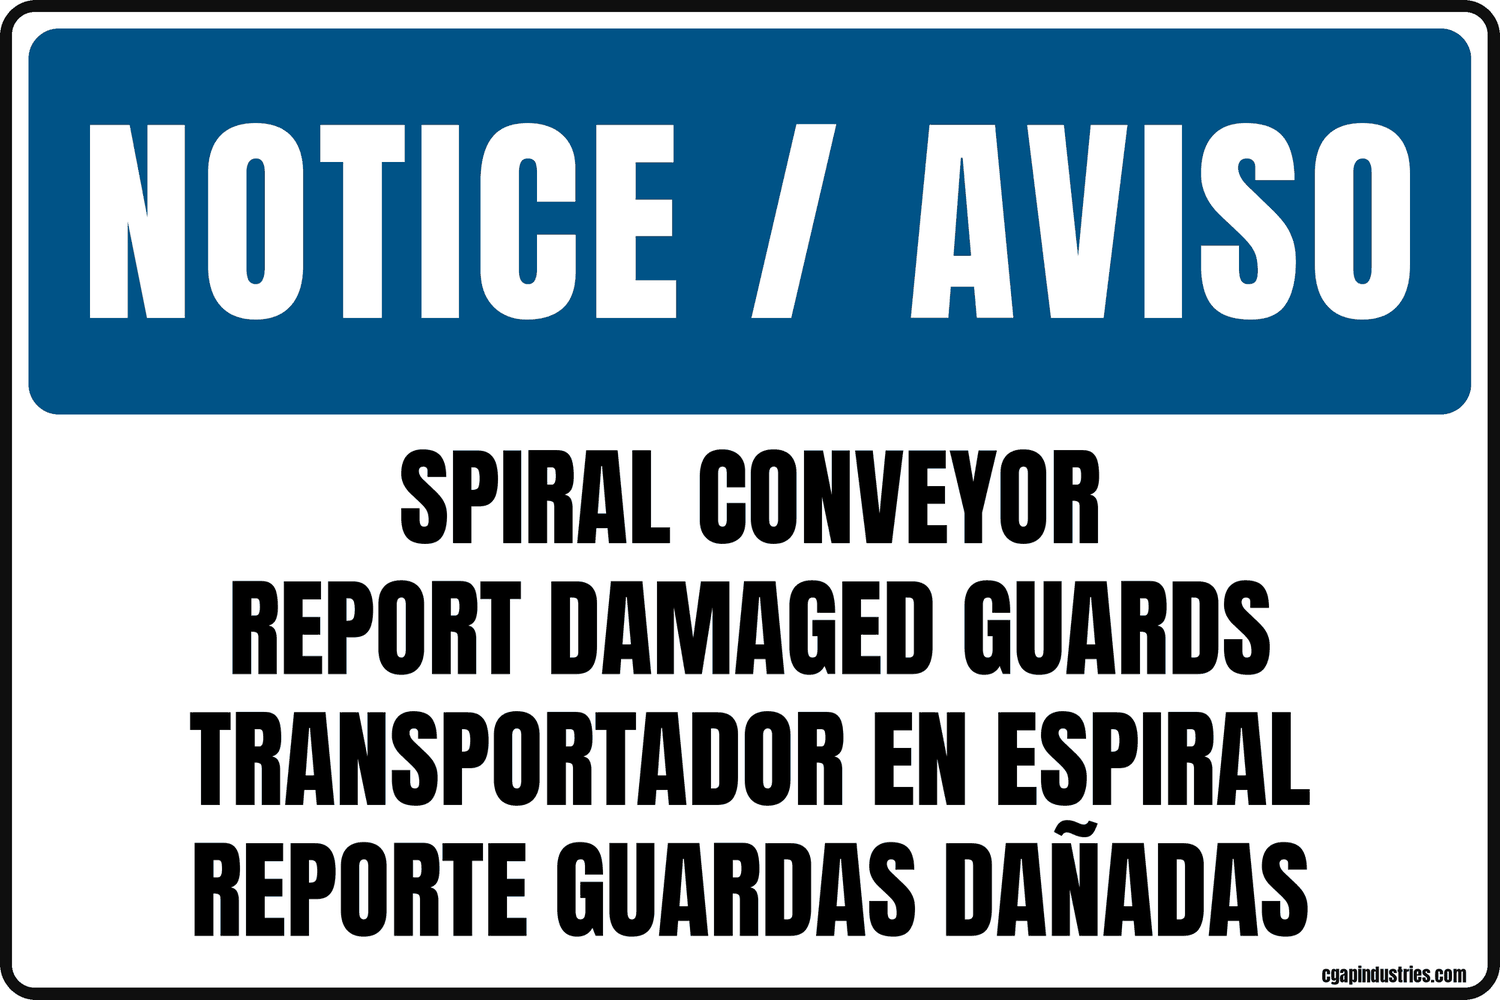 NOTICE / AVISO
SPIRAL CONVEYOR
REPORT DAMAGED GUARDS
TRANSPORTADOR EN ESPIRAL
REPORTE GUARDAS DAÑADAS
cgapindustries.com